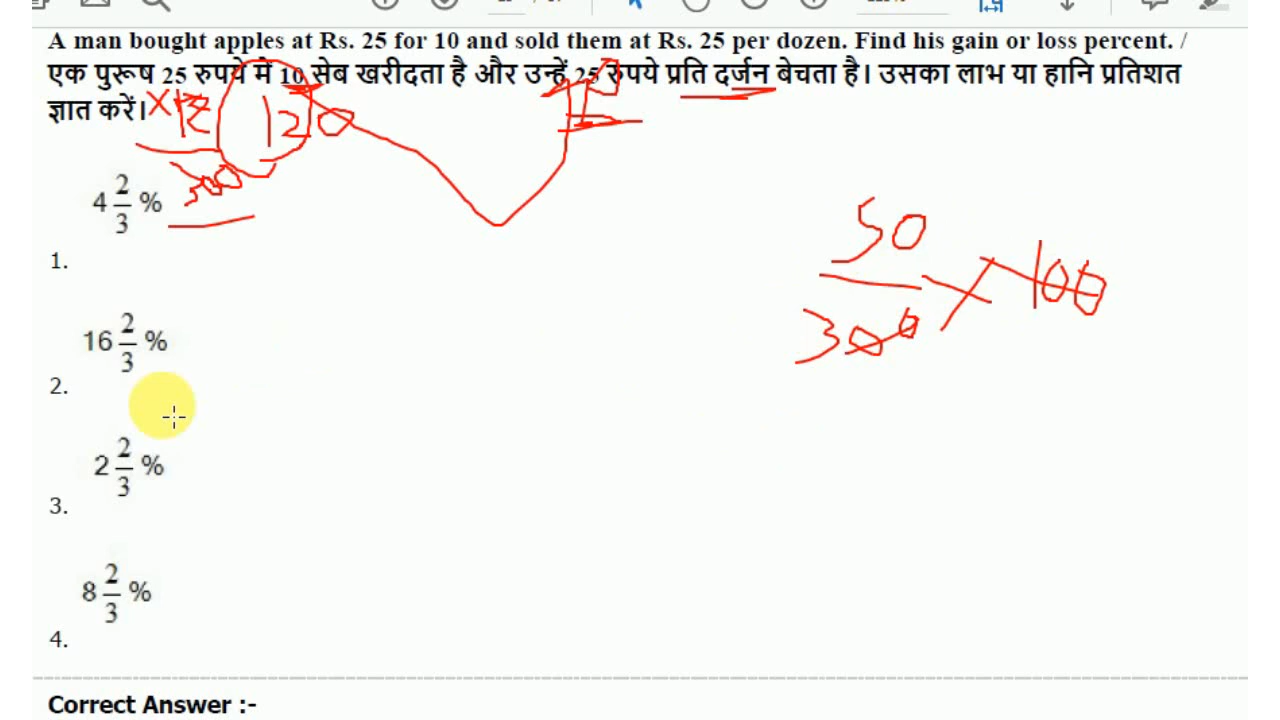 A man bought apples at Rs. 25 for 10 and sold them at Rs. 25 per dozen. Find his gain or loss percent. /
एक पुरूष 25 रुपये में 10 सेब खरीदता है और उन्हें 25 रुपये प्रति दर्जन बेचता है। उसका लाभ या हानि प्रतिशत
ज्ञात करें।
×12 120
300
4 2/3 %
1.
50
300 × 100
16 2/3 %
2.
2 2/3 %
3.
8 2/3 %
4.
Correct Answer :-